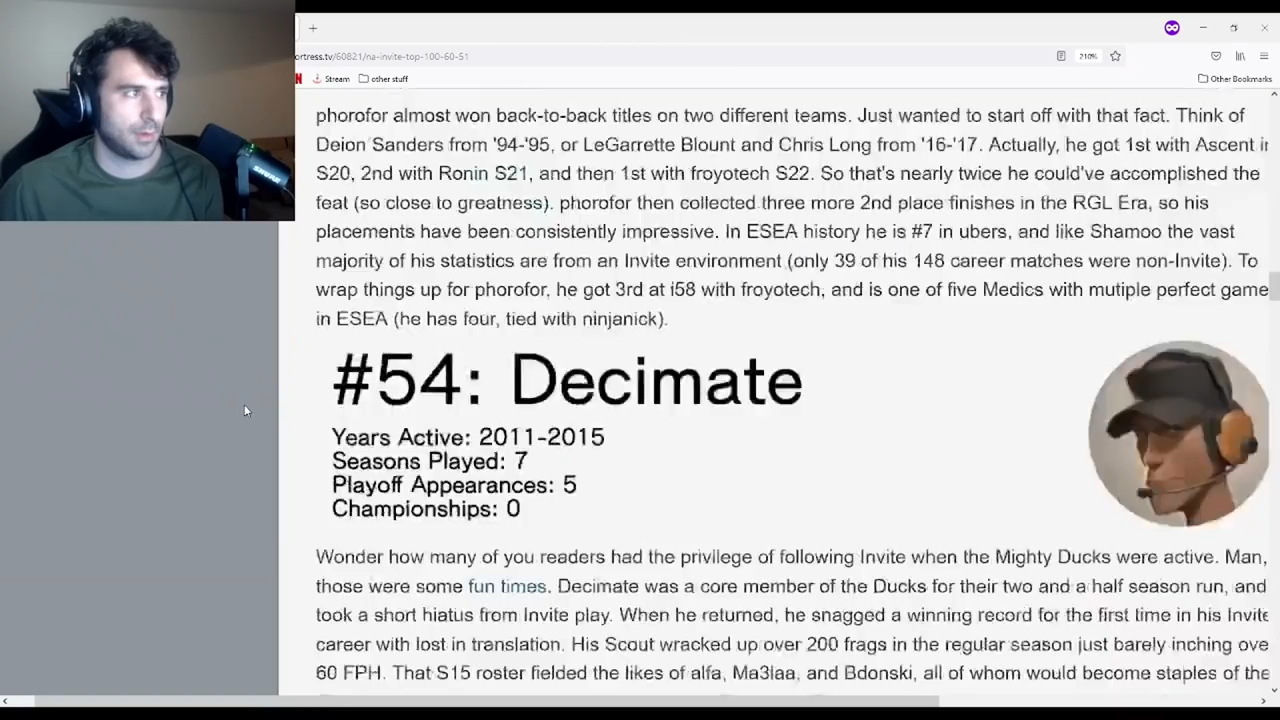 ortress.tv/60821/na-invite-top-100-60-51
210%
Stream
other stuff
Other Bookmarks
phorofor almost won back-to-back titles on two different teams. Just wanted to start off with that fact. Think of
Deion Sanders from '94-'95, or LeGarrette Blount and Chris Long from '16-'17. Actually, he got 1st with Ascent in
S20, 2nd with Ronin S21, and then 1st with froyotech S22. So that's nearly twice he could've accomplished the
feat (so close to greatness). phorofor then collected three more 2nd place finishes in the RGL Era, so his
placements have been consistently impressive. In ESEA history he is #7 in ubers, and like Shamoo the vast
majority of his statistics are from an Invite environment (only 39 of his 148 career matches were non-Invite). To
wrap things up for phorofor, he got 3rd at i58 with froyotech, and is one of five Medics with mutiple perfect game
in ESEA (he has four, tied with ninjanick).
#54: Decimate
Years Active: 2011-2015
Seasons Played: 7
Playoff Appearances: 5
Championships: 0
Wonder how many of you readers had the privilege of following Invite when the Mighty Ducks were active. Man,
those were some fun times. Decimate was a core member of the Ducks for their two and a half season run, and
took a short hiatus from Invite play. When he returned, he snagged a winning record for the first time in his Invite
career with lost in translation. His Scout wracked up over 200 frags in the regular season just barely inching ove
60 FPH. That S15 roster fielded the likes of alfa, Ma3laa, and Bdonski, all of whom would become staples of the
SHURE